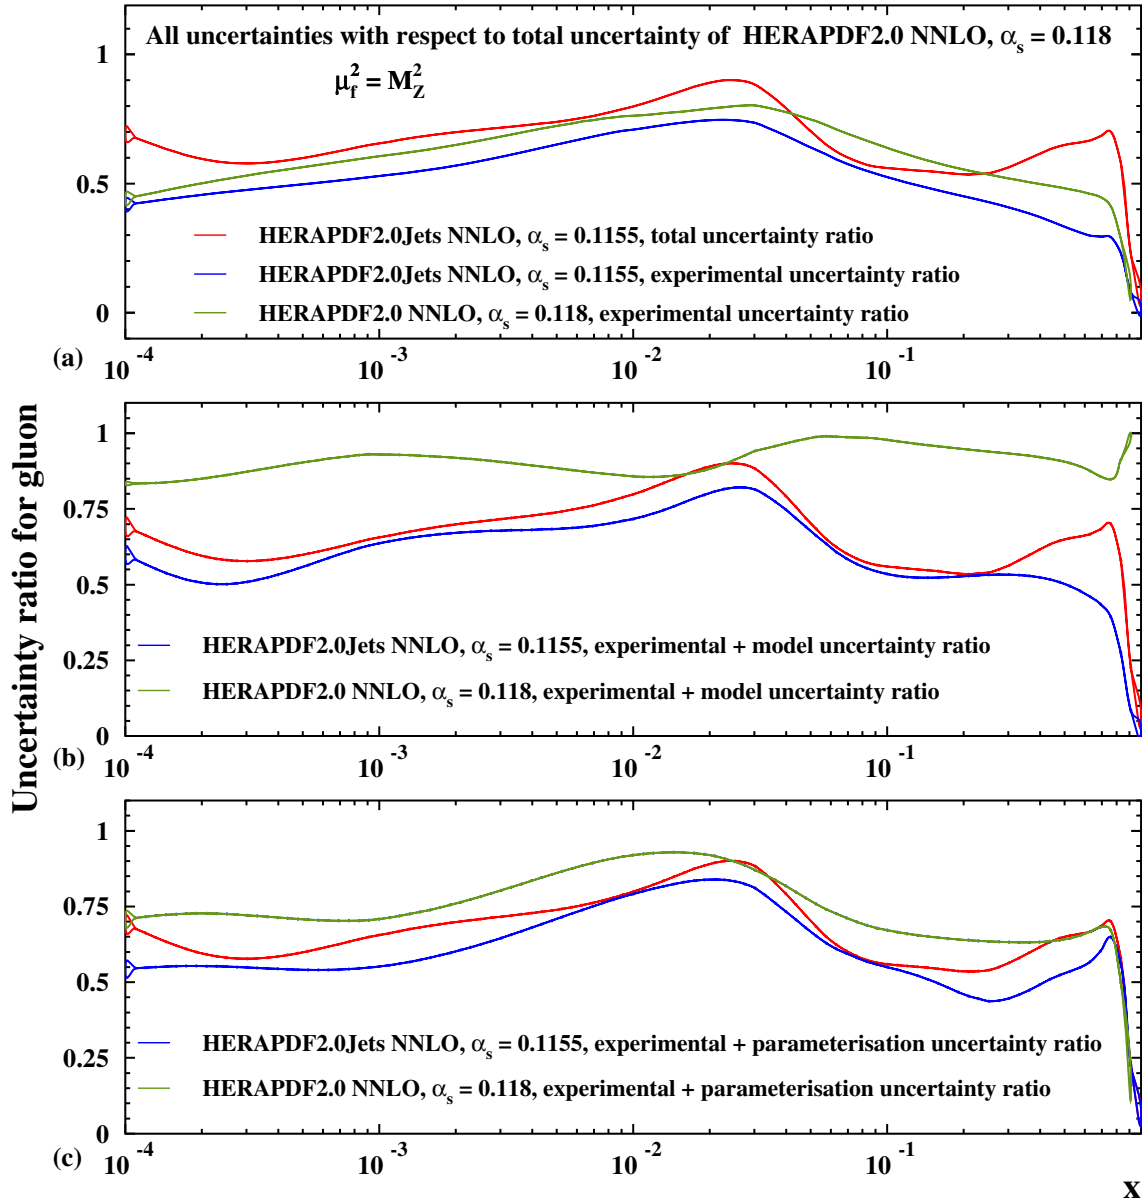 All uncertainties with respect to total uncertainty of HERAPDF2.0 NNLO, αs = 0.118
μf² = MZ²
1
0.5
0
HERAPDF2.0Jets NNLO, αs = 0.1155, total uncertainty ratio
HERAPDF2.0Jets NNLO, αs = 0.1155, experimental uncertainty ratio
HERAPDF2.0 NNLO, αs = 0.118, experimental uncertainty ratio
(a)
10⁻⁴ 10⁻³ 10⁻² 10⁻¹
Uncertainty ratio for gluon
1
0.75
0.5
0.25
0
HERAPDF2.0Jets NNLO, αs = 0.1155, experimental + model uncertainty ratio
HERAPDF2.0 NNLO, αs = 0.118, experimental + model uncertainty ratio
(b)
10⁻⁴ 10⁻³ 10⁻² 10⁻¹
1
0.75
0.5
0.25
0
HERAPDF2.0Jets NNLO, αs = 0.1155, experimental + parameterisation uncertainty ratio
HERAPDF2.0 NNLO, αs = 0.118, experimental + parameterisation uncertainty ratio
(c)
10⁻⁴ 10⁻³ 10⁻² 10⁻¹
x